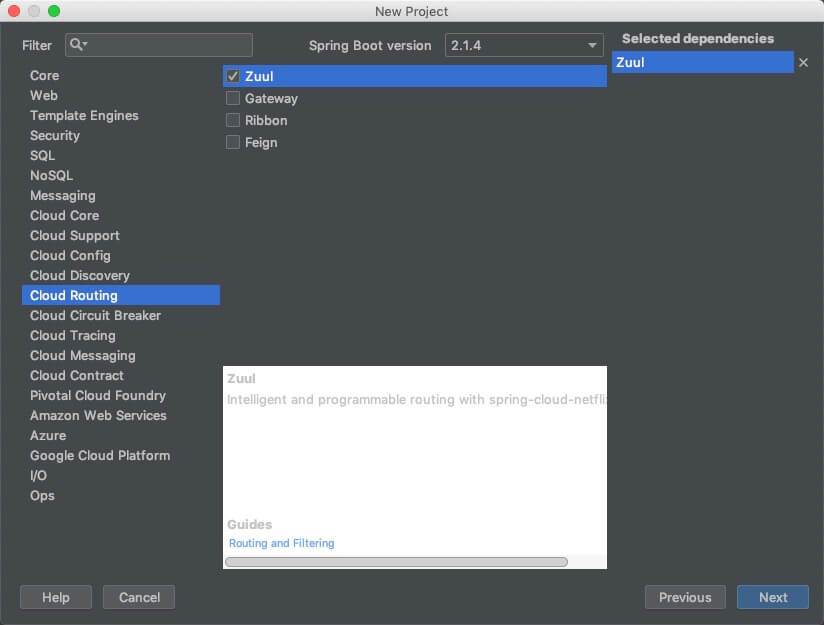 New Project
Filter
Spring Boot version
2.1.4
Selected dependencies
Core
Web
Template Engines
Security
SQL
NoSQL
Messaging
Cloud Core
Cloud Support
Cloud Config
Cloud Discovery
Cloud Routing
Cloud Circuit Breaker
Cloud Tracing
Cloud Messaging
Cloud Contract
Pivotal Cloud Foundry
Amazon Web Services
Azure
Google Cloud Platform
I/O
Ops
Zuul
Gateway
Ribbon
Feign
Zuul
Zuul
Intelligent and programmable routing with spring-cloud-netfli
Guides
Routing and Filtering
Help
Cancel
Previous
Next